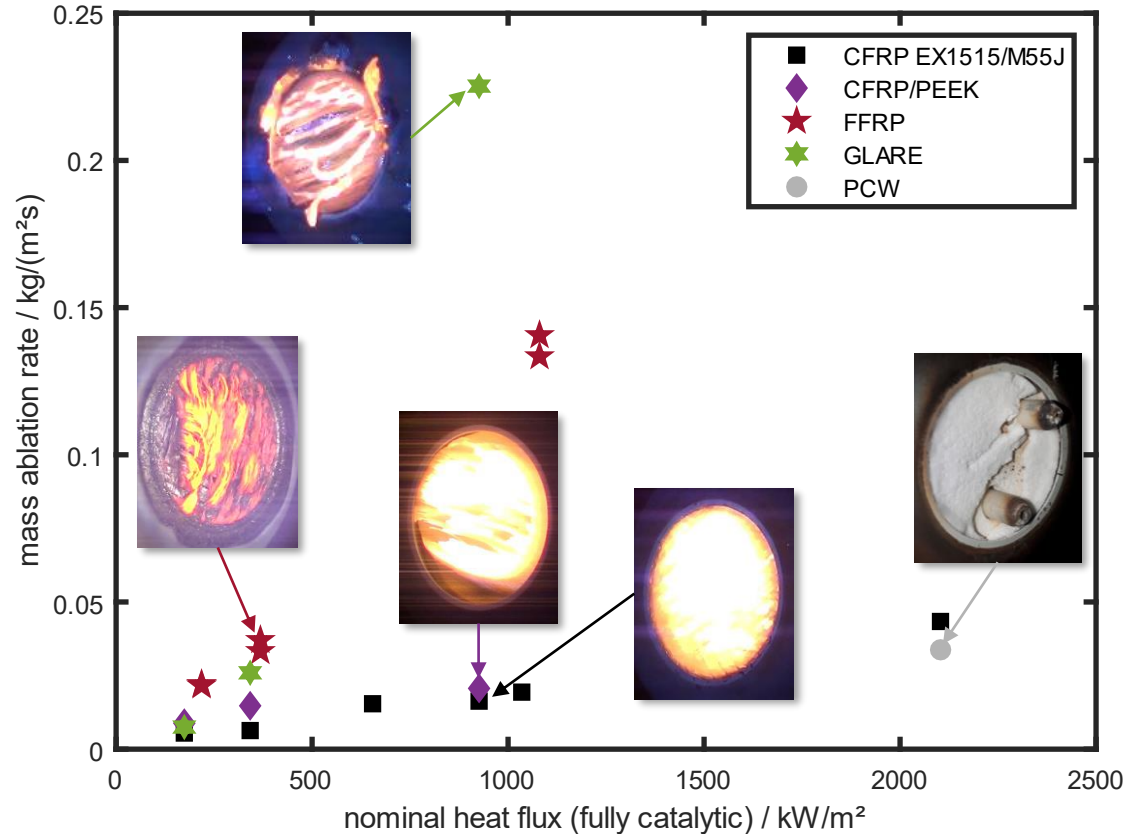 CFRP EX1515/M55J
CFRP/PEEK
FFRP
GLARE
PCW
mass ablation rate / kg/(m²s)
0.25
0.2
0.15
0.1
0.05
0
0
500
1000
1500
2000
2500
nominal heat flux (fully catalytic) / kW/m²